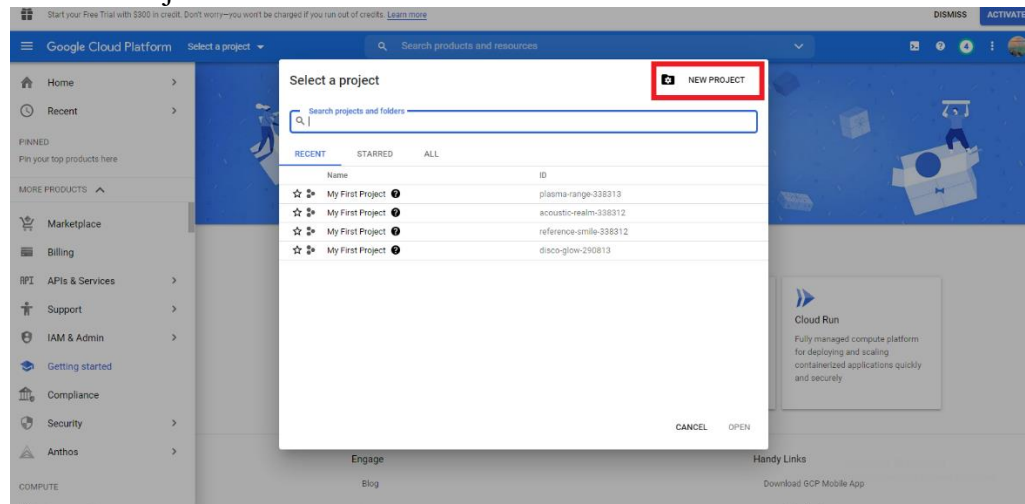 Start your Free Trial with $300 in credit. Don't worry—you won't be charged if you run out of credits. Learn more
DISMISS
ACTIVATE
Google Cloud Platform
Select a project
Search products and resources
4
Home
Recent
PINNED
Pin your top products here
MORE PRODUCTS
Marketplace
Billing
API APIs & Services
Support
IAM & Admin
Getting started
Compliance
Security
Anthos
COMPUTE
Select a project
NEW PROJECT
Search projects and folders
RECENT STARRED ALL
Name ID
My First Project ? plasma-range-338313
My First Project ? acoustic-realm-338312
My First Project ? reference-smile-338312
My First Project ? disco-glow-290813
CANCEL OPEN
Cloud Run
Fully managed compute platform
for deploying and scaling
containerized applications quickly
and securely
Engage
Blog
Handy Links
Download GCP Mobile App